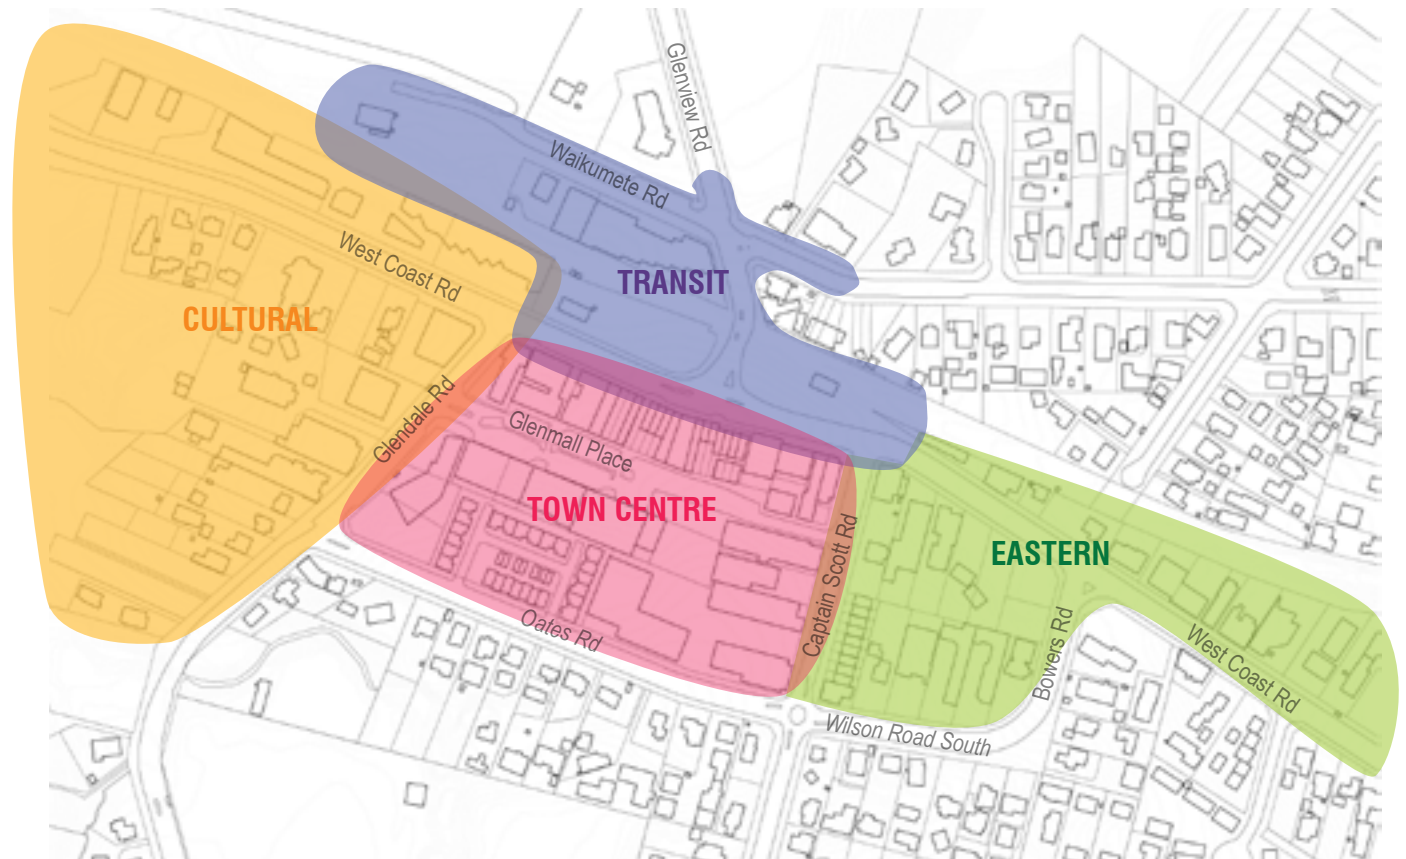 Glenview Rd
Waikumete Rd
West Coast Rd
TRANSIT
CULTURAL
Glendale Rd
Glenmall Place
TOWN CENTRE
Captain Scott Rd
EASTERN
Oates Rd
Bowers Rd
West Coast Rd
Wilson Road South